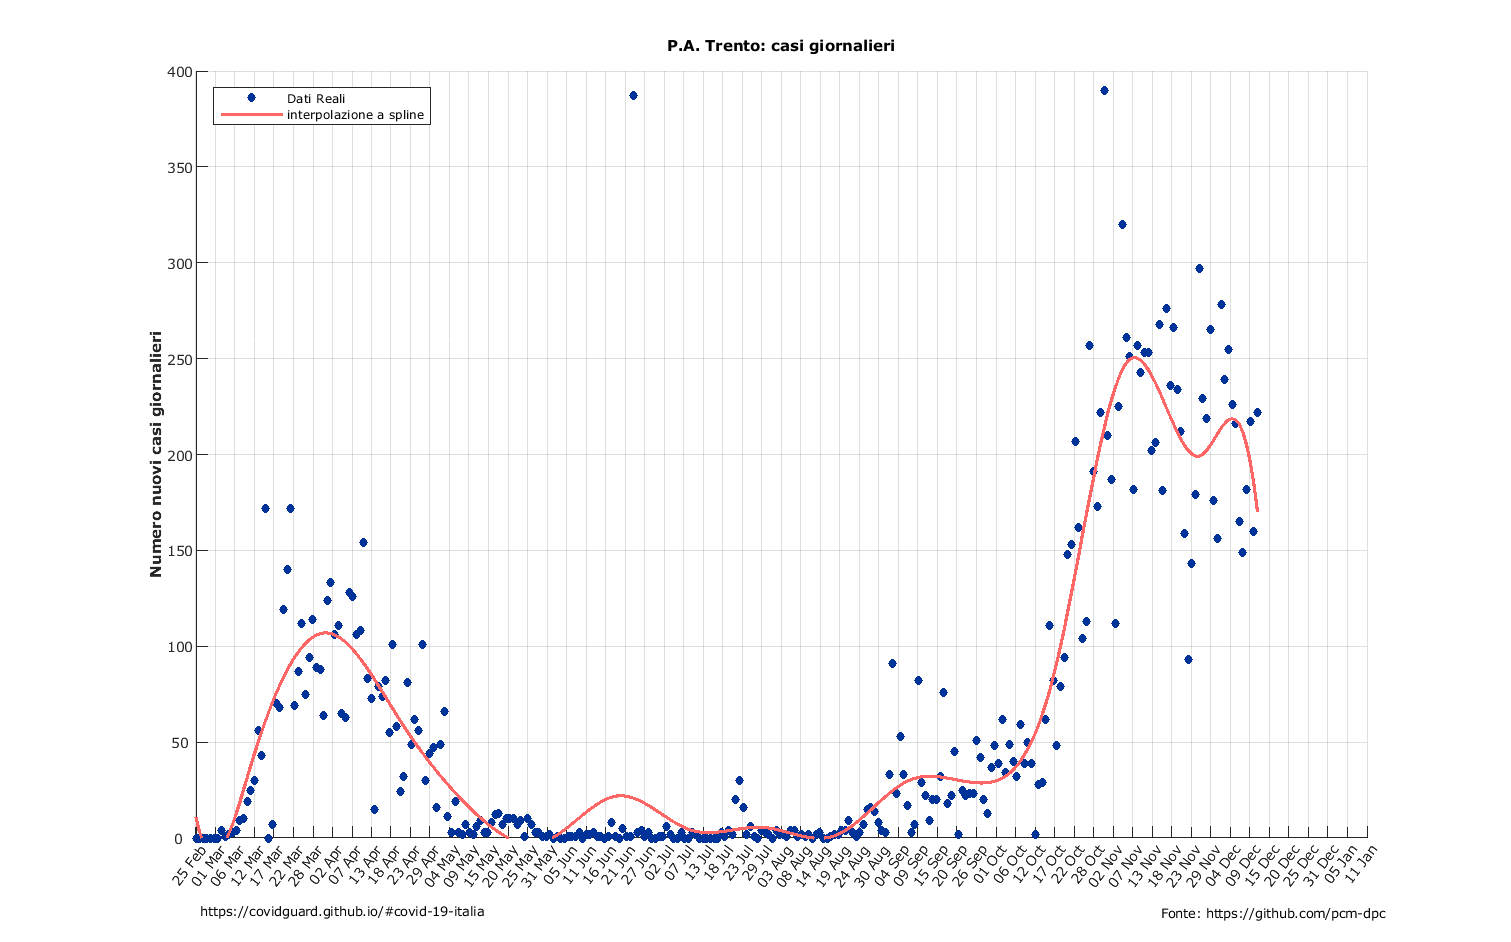 P.A. Trento: casi giornalieri
Dati Reali
interpolazione a spline
Numero nuovi casi giornalieri
400
350
300
250
200
150
100
50
0
25 Feb
01 Mar
06 Mar
12 Mar
17 Mar
22 Mar
28 Mar
02 Apr
07 Apr
13 Apr
18 Apr
23 Apr
29 Apr
04 May
09 May
15 May
20 May
25 May
31 May
05 Jun
11 Jun
16 Jun
21 Jun
27 Jun
02 Jul
07 Jul
13 Jul
18 Jul
23 Jul
29 Jul
03 Aug
08 Aug
14 Aug
19 Aug
24 Aug
30 Aug
04 Sep
09 Sep
15 Sep
20 Sep
26 Sep
01 Oct
06 Oct
12 Oct
17 Oct
22 Oct
28 Oct
02 Nov
07 Nov
13 Nov
18 Nov
23 Nov
29 Nov
04 Dec
09 Dec
15 Dec
20 Dec
25 Dec
31 Dec
05 Jan
11 Jan
https://covidguard.github.io/#covid-19-italia
Fonte: https://github.com/pcm-dpc